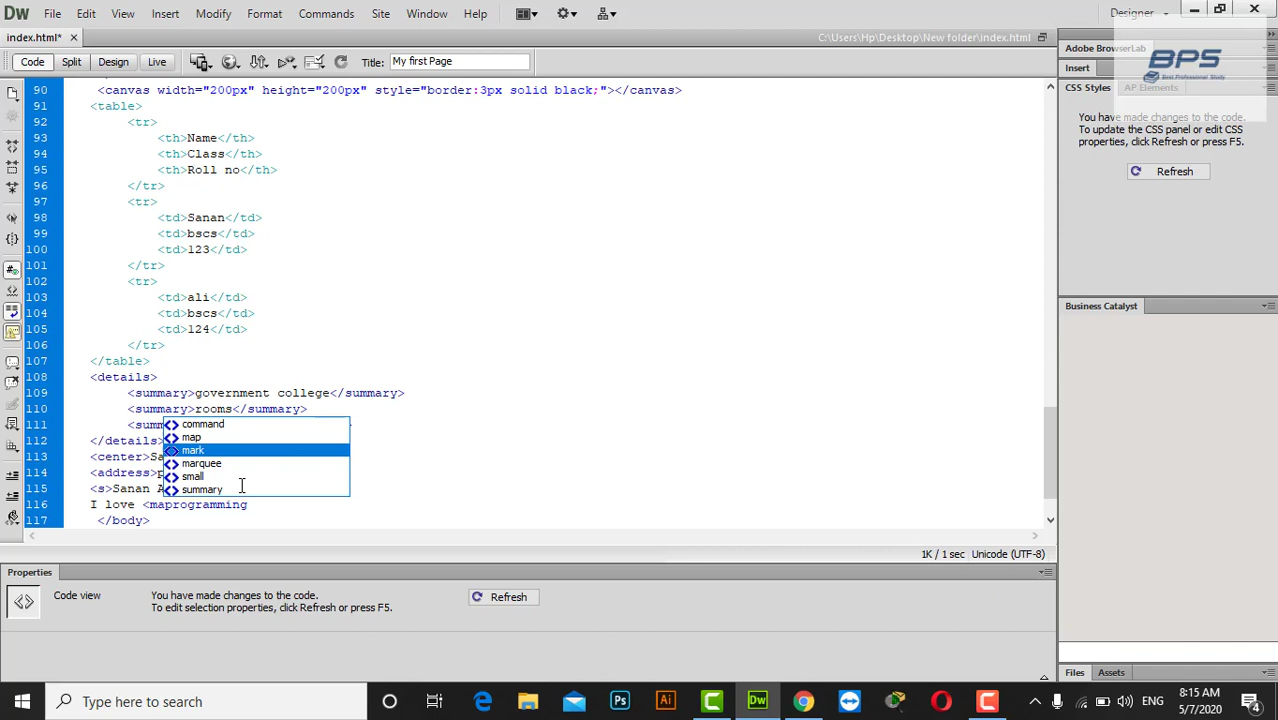 Dw File Edit View Insert Modify Format Commands Site Window Help Designer
index.html* C:\Users\Hp\Desktop\New folder\index.html Adobe BrowserLab
Code Split Design Live Title: My first Page Insert
BPS
Best Professional Study
CSS Styles AP Elements
You have made changes to the code.
To update the CSS panel or edit CSS
properties, click Refresh or press F5.
Refresh
90 <canvas width="200px" height="200px" style="border:3px solid black;"></canvas>
91 <table>
92 <tr>
93 <th>Name</th>
94 <th>Class</th>
95 <th>Roll no</th>
96 </tr>
97 <tr>
98 <td>Sanan</td>
99 <td>bscs</td>
100 <td>123</td>
101 </tr>
102 <tr>
103 <td>ali</td>
104 <td>bscs</td>
105 <td>124</td>
106 </tr>
107 </table>
108 <details>
109 <summary>government college</summary>
110 <summary>rooms</summary>
111 <summ
112 </details>
113 <center>Sa
114 <address>p
115 <s>Sanan A
116 I love <maprogramming
117 </body>
command
map
mark
marquee
small
summary
Business Catalyst
1K / 1 sec Unicode (UTF-8)
Properties
Code view You have made changes to the code.
To edit selection properties, click Refresh or press F5.
Refresh
Files Assets
Type here to search
Ps Ai Dw
ENG 8:15 AM
5/7/2020
4